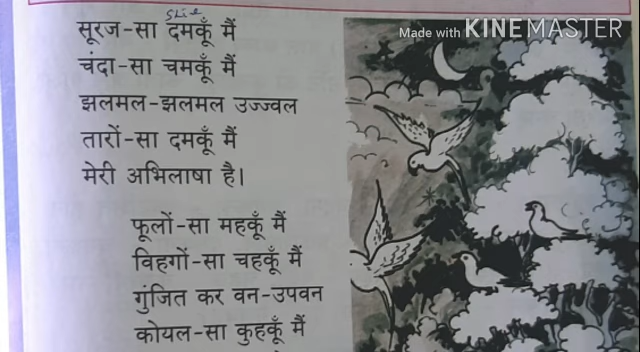 Made with KINEMASTER
सूरज-सा दमकूँ मैं
चंदा-सा चमकूँ मैं
झलमल-झलमल उज्ज्वल
तारों-सा दमकूँ मैं
मेरी अभिलाषा है।
फूलों-सा महकूँ मैं
विहगों-सा चहकूँ मैं
गुंजित कर वन-उपवन
कोयल-सा कुहकूँ मैं